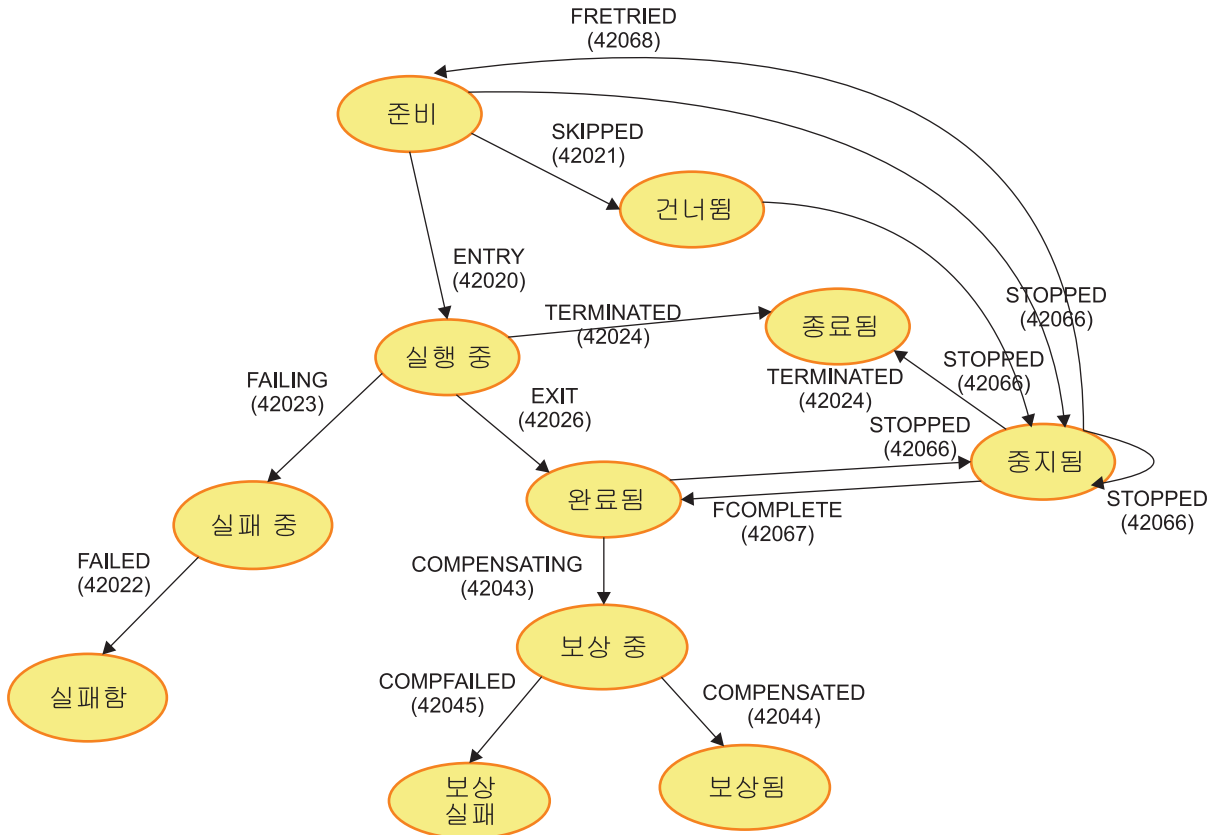 FRETRIED
(42068)
준비
SKIPPED
(42021)
건너뜀
ENTRY
(42020)
STOPPED
(42066)
TERMINATED
(42024)
종료됨
실행 중
STOPPED
(42066)
TERMINATED
(42024)
FAILING
(42023)
EXIT
(42026)
STOPPED
(42066)
중지됨
완료됨
FCOMPLETE
(42067)
STOPPED
(42066)
실패 중
FAILED
(42022)
COMPENSATING
(42043)
보상 중
실패함
COMPFAILED
(42045)
COMPENSATED
(42044)
보상
실패
보상됨